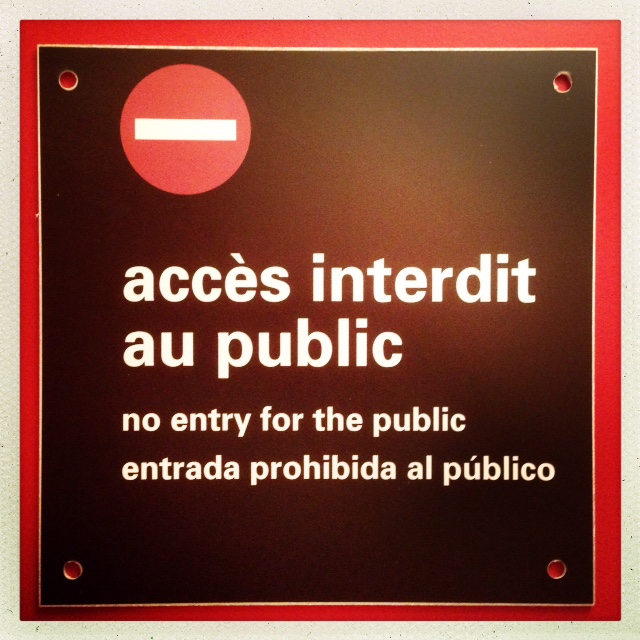 accès interdit
au public
no entry for the public
entrada prohibida al público